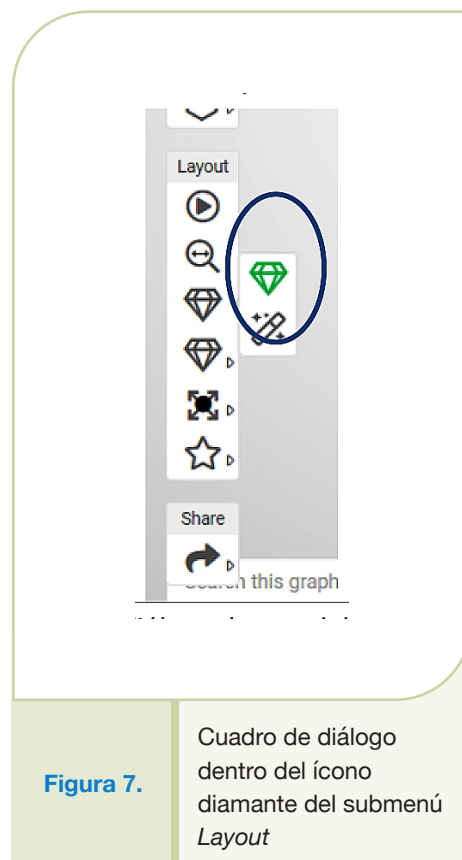 Layout
Share
Search this graph
Figura 7.
Cuadro de diálogo
dentro del ícono
diamante del submenú
Layout